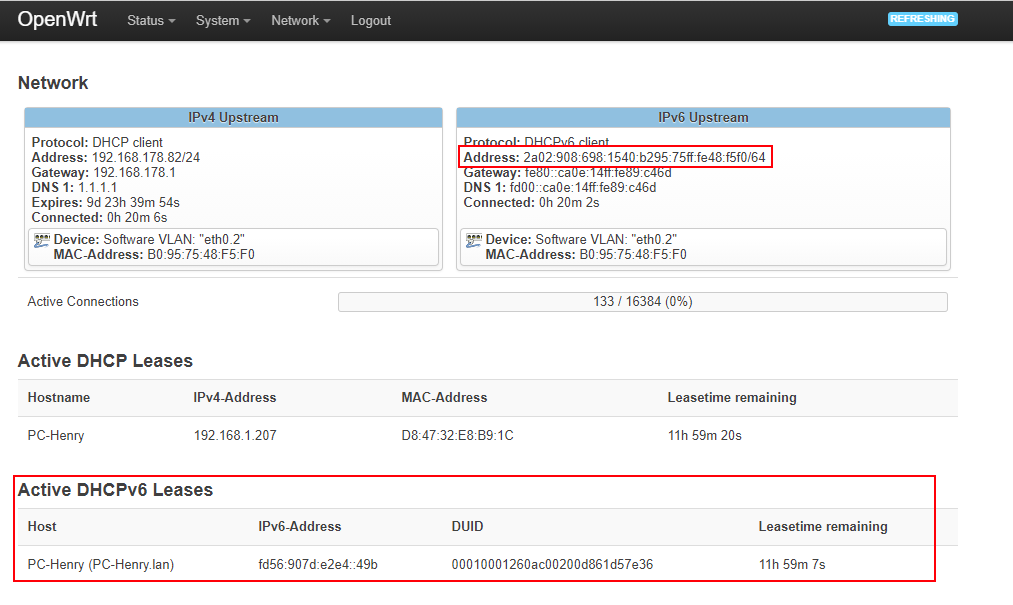 OpenWrt Status System Network Logout REFRESHING
Network
IPv4 Upstream
Protocol: DHCP client
Address: 192.168.178.82/24
Gateway: 192.168.178.1
DNS 1: 1.1.1.1
Expires: 9d 23h 39m 54s
Connected: 0h 20m 6s
Device: Software VLAN: "eth0.2"
MAC-Address: B0:95:75:48:F5:F0
IPv6 Upstream
Protocol: DHCPv6 client
Address: 2a02:908:698:1540:b295:75ff:fe48:f5f0/64
Gateway: fe80::ca0e:14ff:fe89:c46d
DNS 1: fd00::ca0e:14ff:fe89:c46d
Connected: 0h 20m 2s
Device: Software VLAN: "eth0.2"
MAC-Address: B0:95:75:48:F5:F0
Active Connections 133 / 16384 (0%)
Active DHCP Leases
Hostname IPv4-Address MAC-Address Leasetime remaining
PC-Henry 192.168.1.207 D8:47:32:E8:B9:1C 11h 59m 20s
Active DHCPv6 Leases
Host IPv6-Address DUID Leasetime remaining
PC-Henry (PC-Henry.lan) fd56:907d:e2e4::49b 00010001260ac00200d861d57e36 11h 59m 7s